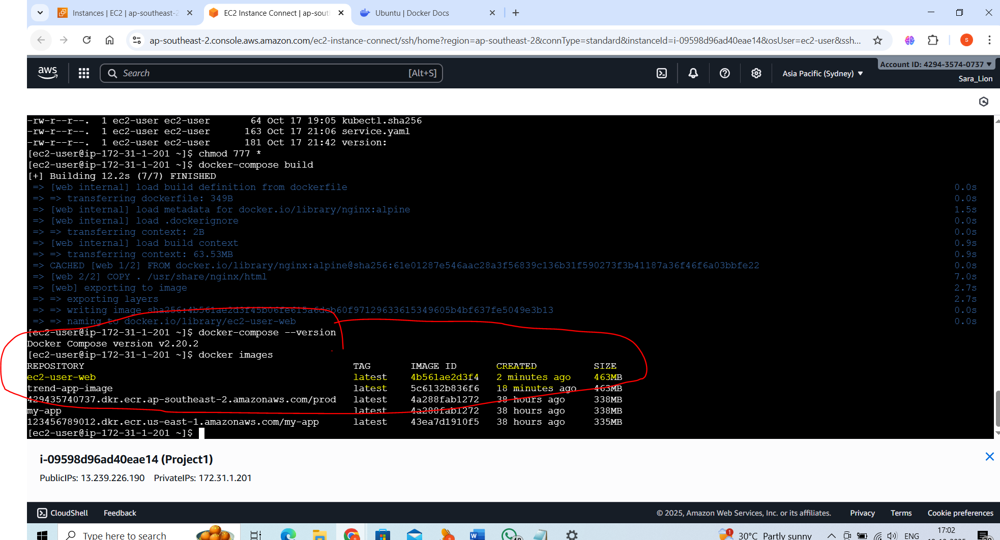 Instances | EC2 | ap-southeast-2
EC2 Instance Connect | ap-sout
Ubuntu | Docker Docs
ap-southeast-2.console.aws.amazon.com/ec2-instance-connect/ssh/home?region=ap-southeast-2&connType=standard&instanceId=i-09598d96ad40eae14&osUser=ec2-user&ssh...
S
aws
Search
[Alt+S]
Asia Pacific (Sydney) ▼
Account ID: 4294-3574-0737 ▼
Sara_Lion
-rw-r--r--. 1 ec2-user ec2-user 64 Oct 17 19:05 kubectl.sha256
-rw-r--r--. 1 ec2-user ec2-user 163 Oct 17 21:06 service.yaml
-rw-r--r--. 1 ec2-user ec2-user 181 Oct 17 21:42 version:
[ec2-user@ip-172-31-1-201 ~]$ chmod 777 *
[ec2-user@ip-172-31-1-201 ~]$ docker-compose build
[+] Building 12.2s (7/7) FINISHED
=> [web internal] load build definition from dockerfile 0.0s
=> => transferring dockerfile: 349B 0.0s
=> [web internal] load metadata for docker.io/library/nginx:alpine 1.5s
=> [web internal] load .dockerignore 0.0s
=> => transferring context: 2B 0.0s
=> [web internal] load build context 0.9s
=> => transferring context: 63.53MB 0.9s
=> CACHED [web 1/2] FROM docker.io/library/nginx:alpine@sha256:61e01287e546aac28a3f56839c136b31f590273f3b41187a36f46f6a03bbfe22 0.0s
=> [web 2/2] COPY . /usr/share/nginx/html 7.0s
=> [web] exporting to image 2.7s
=> => exporting layers 2.7s
=> => writing image sha256:4b561ae2d3f45b06fe615a6dcb60f97129633615349605b4bf637fe5049e3b13 0.0s
=> => naming to docker.io/library/ec2-user-web 0.0s
[ec2-user@ip-172-31-1-201 ~]$ docker-compose --version
Docker Compose version v2.20.2
[ec2-user@ip-172-31-1-201 ~]$ docker images
REPOSITORY TAG IMAGE ID CREATED SIZE
ec2-user-web latest 4b561ae2d3f4 2 minutes ago 463MB
trend-app-image latest 5c6132b836f6 18 minutes ago 463MB
429435740737.dkr.ecr.ap-southeast-2.amazonaws.com/prod latest 4a288fab1272 38 hours ago 338MB
my-app latest 4a288fab1272 38 hours ago 338MB
123456789012.dkr.ecr.us-east-1.amazonaws.com/my-app latest 43ea7d1910f5 38 hours ago 335MB
[ec2-user@ip-172-31-1-201 ~]$
i-09598d96ad40eae14 (Project1)
PublicIPs: 13.239.226.190 PrivateIPs: 172.31.1.201
CloudShell Feedback
© 2025, Amazon Web Services, Inc. or its affiliates. Privacy Terms Cookie preferences
Type here to search
1
30°C Partly sunny
ENG
17:02